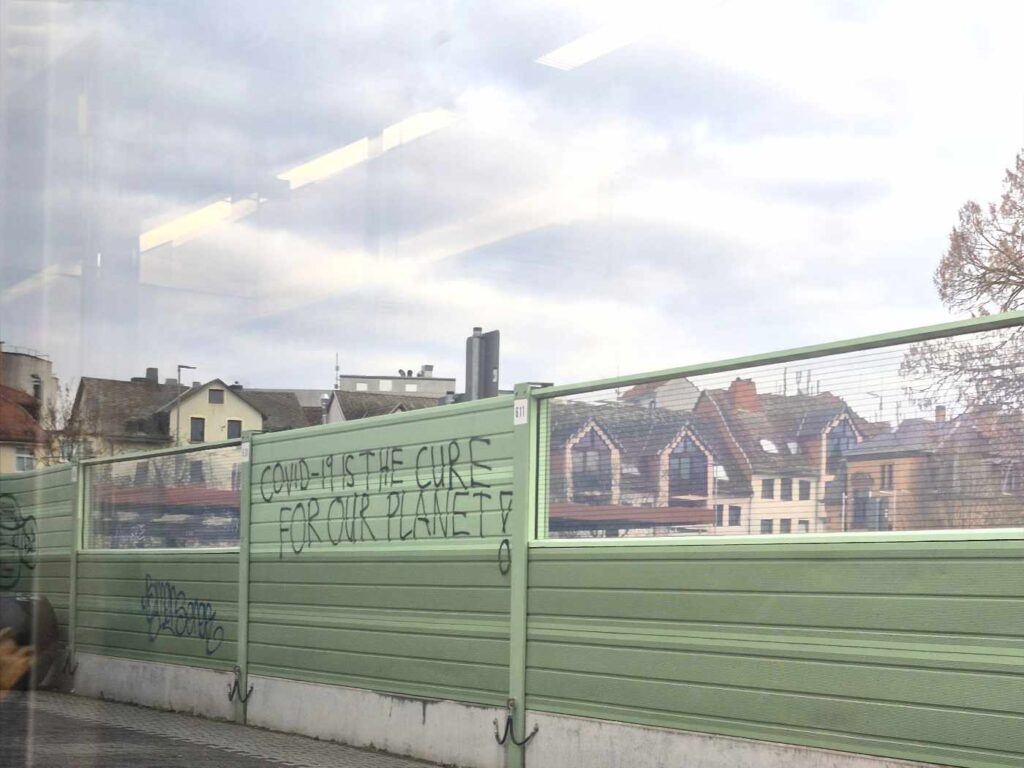 COVID-19 IS THE CURE
FOR OUR PLANET!
611